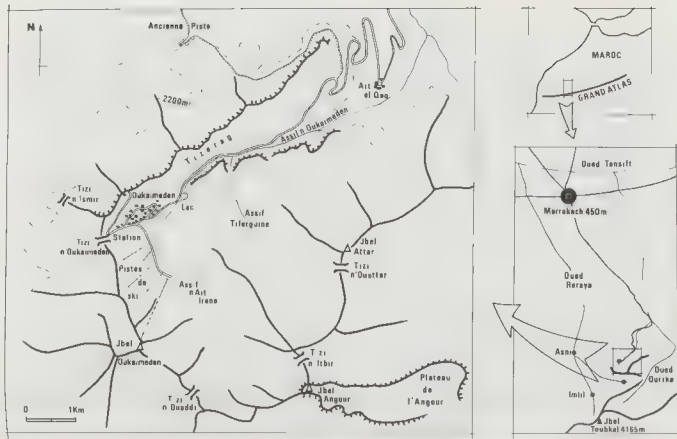 N
Ancienne Piste
2200m
Ait
el Qaq
Tizerag
Assif n Oukaimeden
Tizi
n Ismir
Oukaimeden
Lac
Station
Tizi
n Oukaimeden
Assif
Tiferguine
Jbel
Attar
Tizi
n'Ouattar
Pistes
de
ski
Assif
n Ait
Irene
Jbel
Oukaimeden
Tizi
n Itbir
Tizi
n Ouaddi
Jbel
Angour
Plateau
de
l'Angour
0 1Km
MAROC
GRAND ATLAS
Oued Tensift
Marrakech 450m
Oued
Reraya
Asnie
Oued
Ourika
Imlil
Jbel
Toubkal 4165m